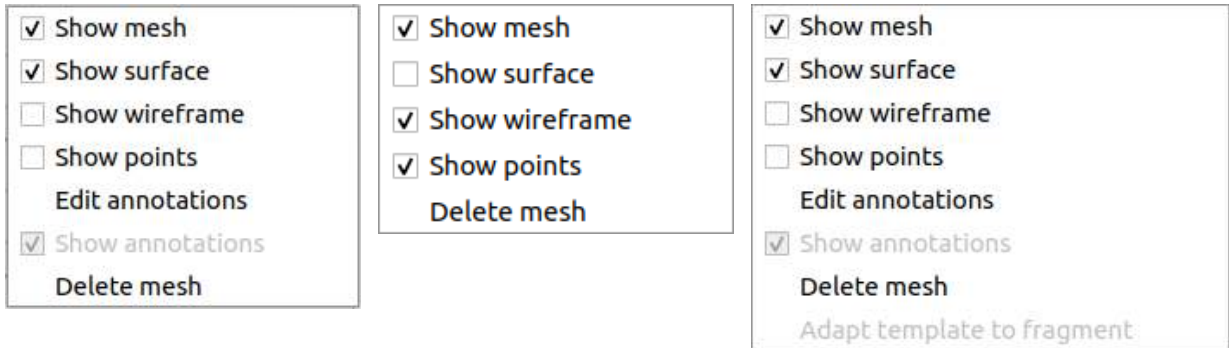 Show mesh
Show surface
Show wireframe
Show points
Edit annotations
Show annotations
Delete mesh
Show mesh
Show surface
Show wireframe
Show points
Delete mesh
Show mesh
Show surface
Show wireframe
Show points
Edit annotations
Show annotations
Delete mesh
Adapt template to fragment